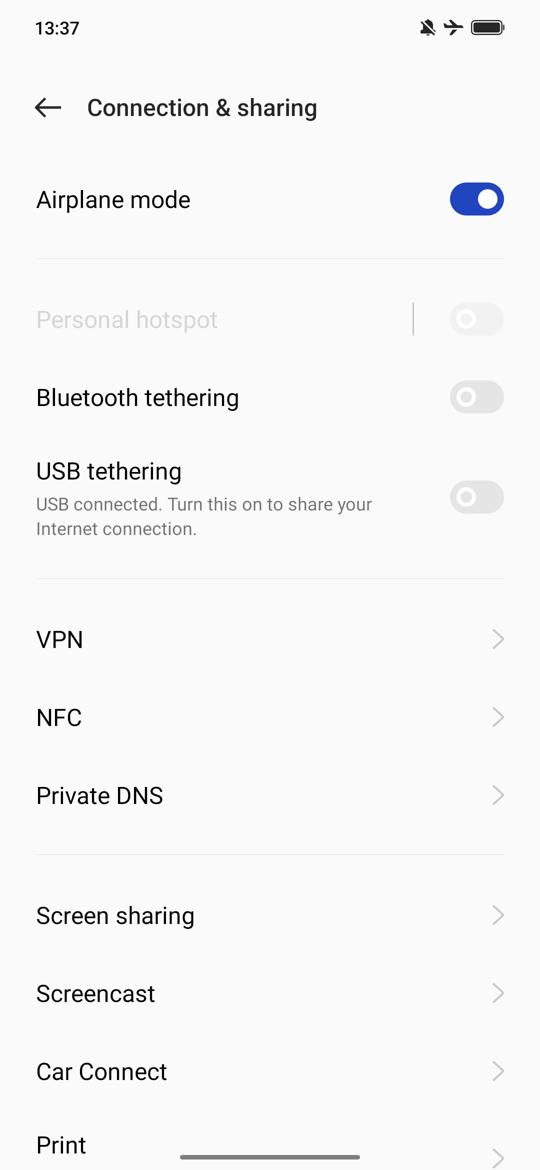 13:37
Connection & sharing
Airplane mode
Personal hotspot
Bluetooth tethering
USB tethering
USB connected. Turn this on to share your
Internet connection.
VPN
NFC
Private DNS
Screen sharing
Screencast
Car Connect
Print